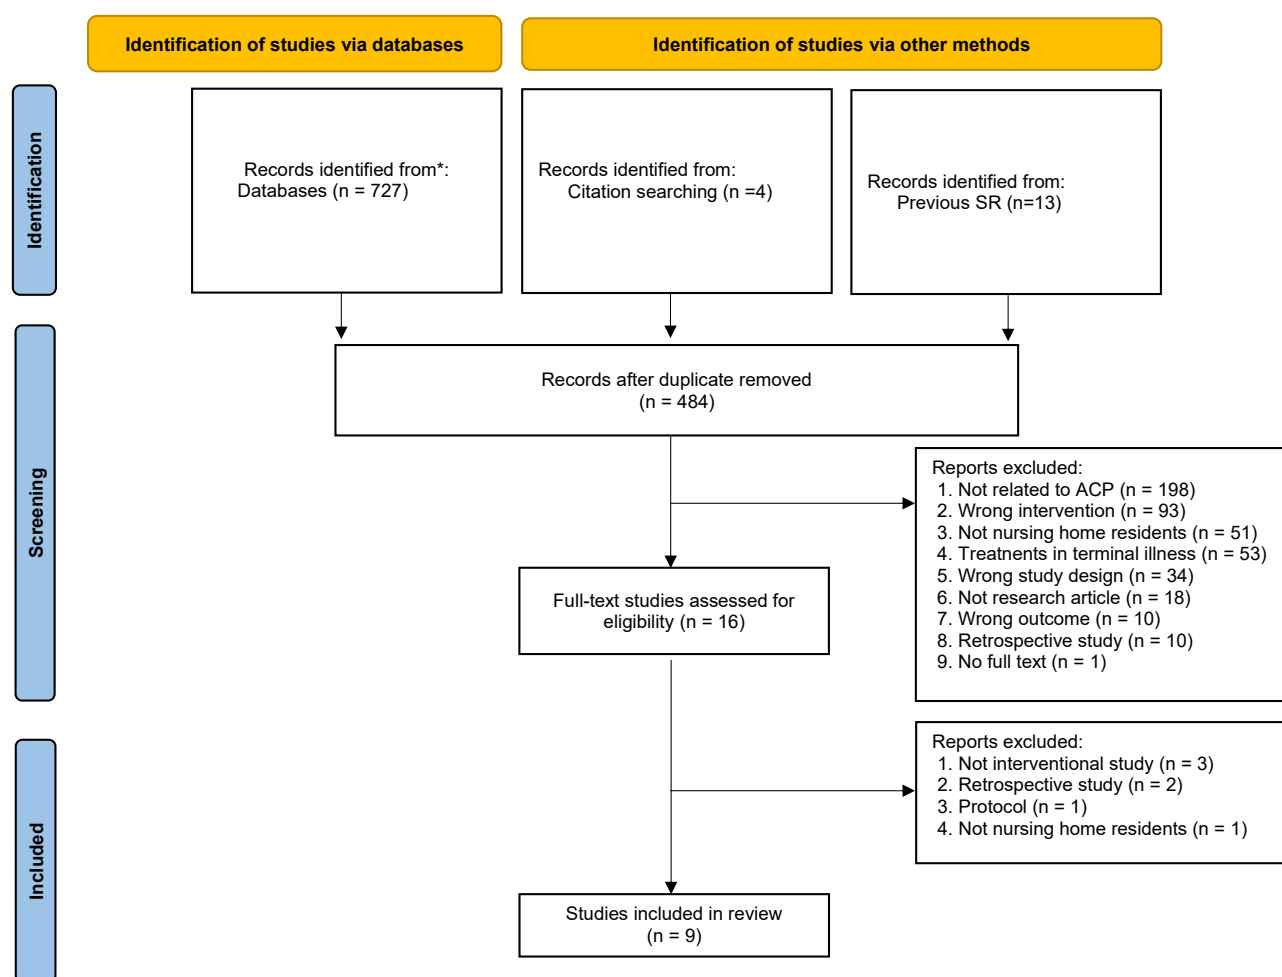 Identification of studies via databases
Identification of studies via other methods
Identification
Records identified from*:
Databases (n = 727)
Records identified from:
Citation searching (n =4)
Records identified from:
Previous SR (n=13)
Screening
Records after duplicate removed
(n = 484)
Reports excluded:
1. Not related to ACP (n = 198)
2. Wrong intervention (n = 93)
3. Not nursing home residents (n = 51)
4. Treatnents in terminal illness (n = 53)
5. Wrong study design (n = 34)
6. Not research article (n = 18)
7. Wrong outcome (n = 10)
8. Retrospective study (n = 10)
9. No full text (n = 1)
Full-text studies assessed for
eligibility (n = 16)
Included
Reports excluded:
1. Not interventional study (n = 3)
2. Retrospective study (n = 2)
3. Protocol (n = 1)
4. Not nursing home residents (n = 1)
Studies included in review
(n = 9)